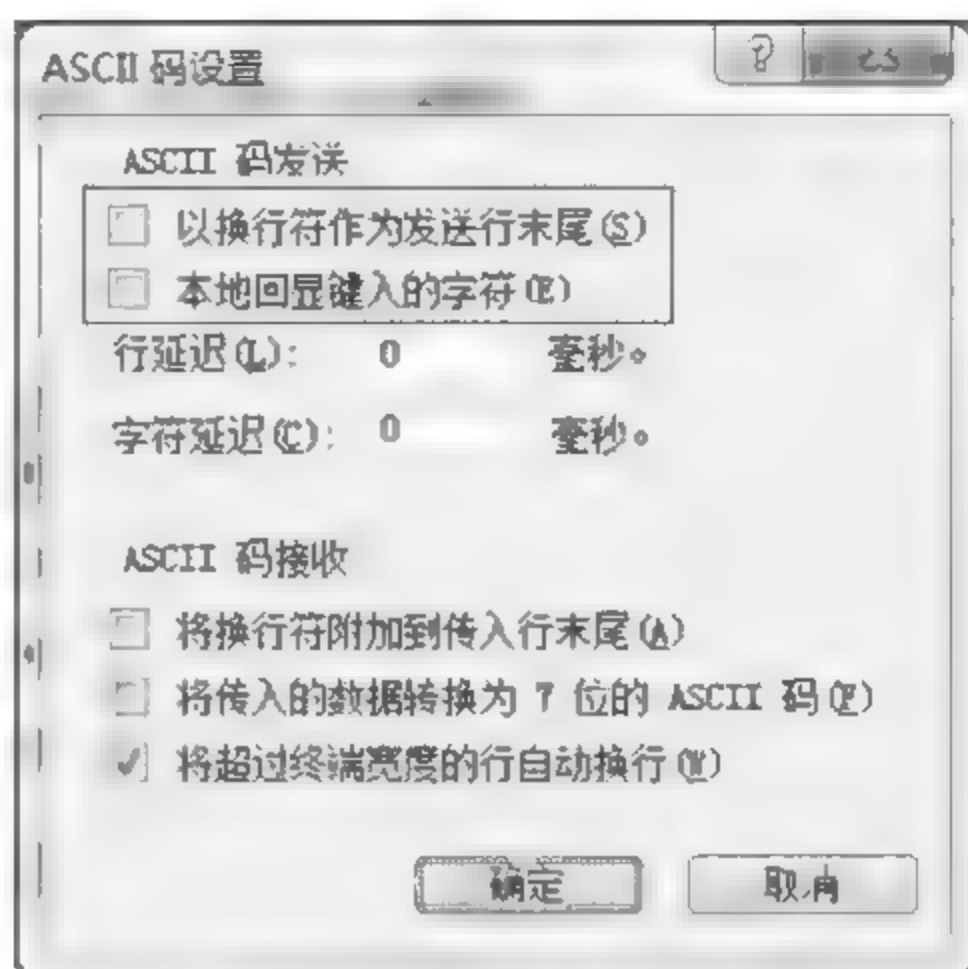 ASCII 码设置
ASCII 码发送
以换行符作为发送行末尾(S)
本地回显键入的字符(E)
行延迟(L): 0 毫秒。
字符延迟(C): 0 毫秒。
ASCII 码接收
将换行符附加到传入行末尾(A)
将传入的数据转换为 7 位的 ASCII 码(F)
将超过终端宽度的行自动换行(W)
确定
取消